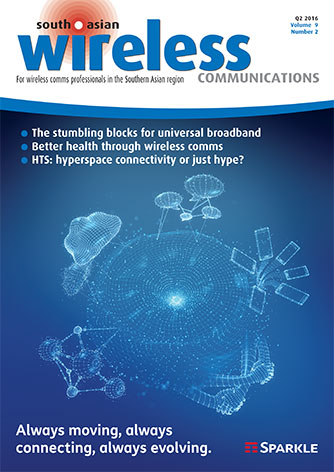 south asian
Q2 2016
Volume 9
Number 2
wireless
COMMUNICATIONS
For wireless comms professionals in the Southern Asian region
The stumbling blocks for universal broadband
Better health through wireless comms
HTS: hyperspace connectivity or just hype?
Always moving, always
connecting, always evolving.
SPARKLE